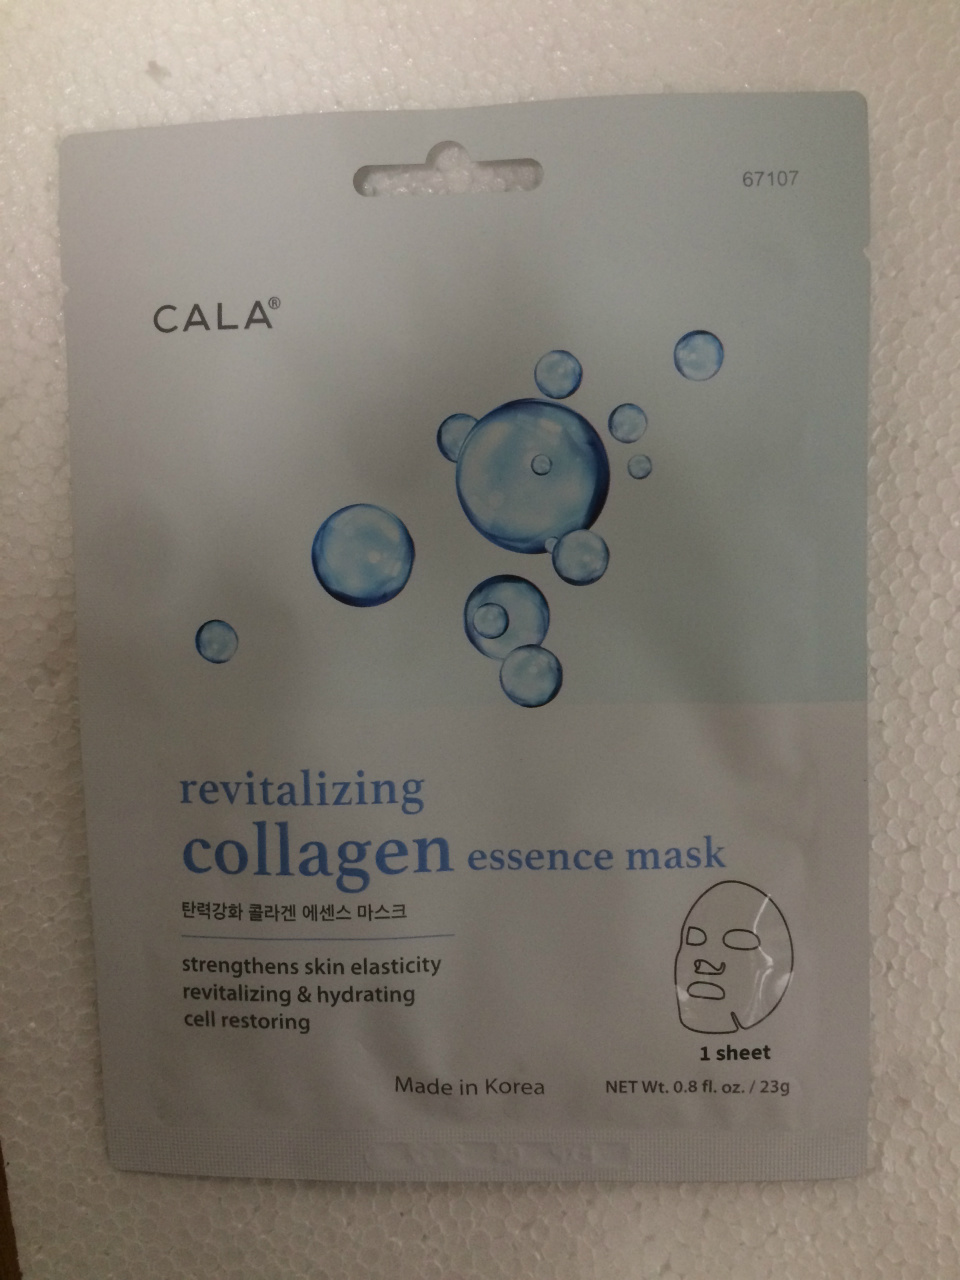 67107
CALA®
revitalizing
collagen essence mask
탄력강화 콜라겐 에센스 마스크
strengthens skin elasticity
revitalizing & hydrating
cell restoring
1 sheet
Made in Korea
NET Wt. 0.8 fl. oz. / 23g